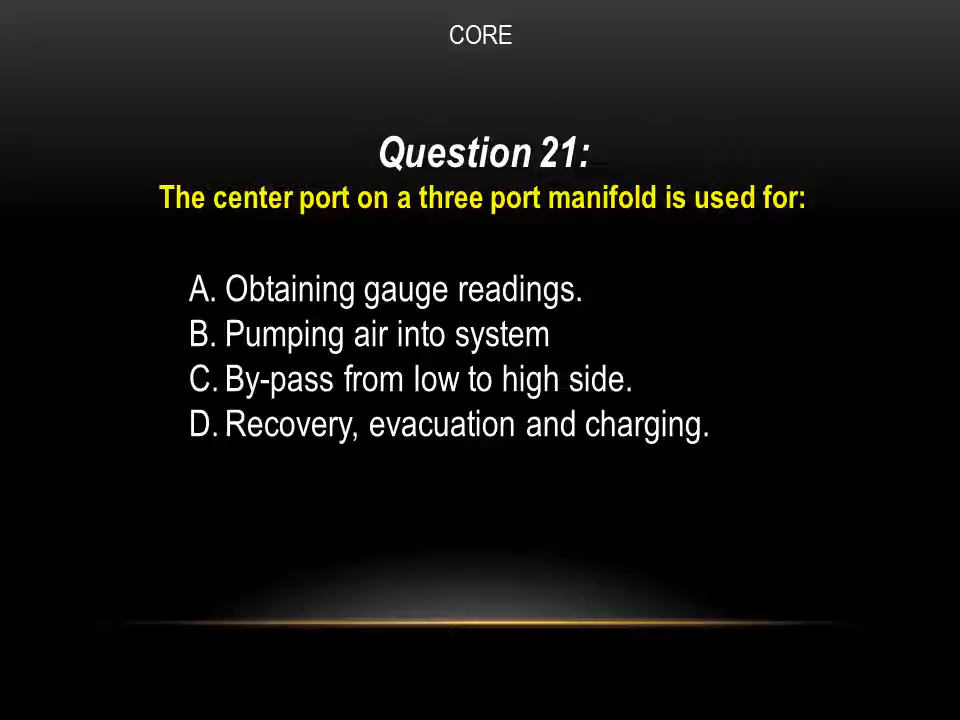 CORE
Question 21:
The center port on a three port manifold is used for:
A. Obtaining gauge readings.
B. Pumping air into system
C. By-pass from low to high side.
D. Recovery, evacuation and charging.